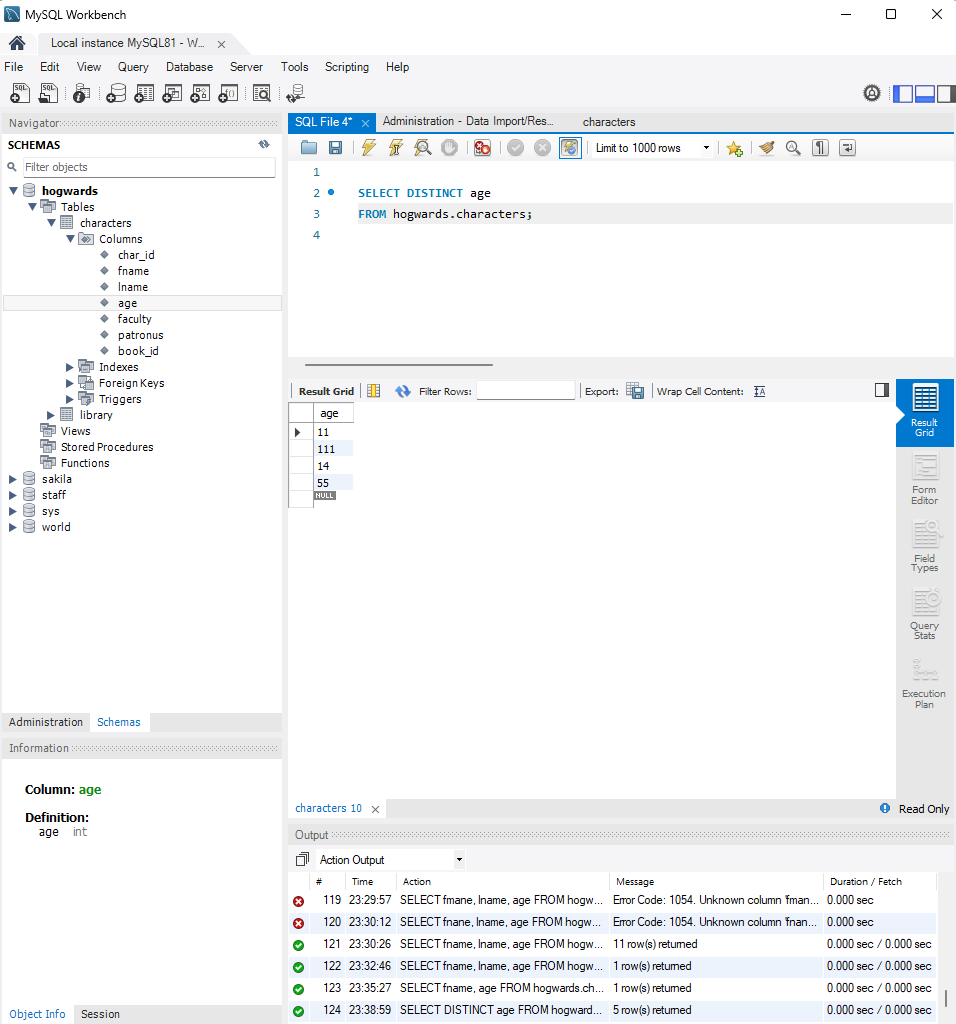 MySQL Workbench
Local instance MySQL81 - W...
File Edit View Query Database Server Tools Scripting Help
Navigator
SCHEMAS
Filter objects
hogwards
Tables
characters
Columns
char_id
fname
lname
age
faculty
patronus
book_id
Indexes
Foreign Keys
Triggers
library
Views
Stored Procedures
Functions
sakila
staff
sys
world
Administration Schemas
Information
Column: age
Definition:
age int
Object Info Session
SQL File 4* Administration - Data Import/Res... characters
Limit to 1000 rows
1
2 SELECT DISTINCT age
3 FROM hogwards.characters;
4
Result Grid Filter Rows: Export: Wrap Cell Content:
age
11
111
14
55
NULL
Result Grid
Form Editor
Field Types
Query Stats
Execution Plan
characters 10 Read Only
Output
Action Output
# Time Action Message Duration / Fetch
119 23:29:57 SELECT fmane, lname, age FROM hogw... Error Code: 1054. Unknown column 'fman... 0.000 sec
120 23:30:12 SELECT fname, lname, age FROM hogw... Error Code: 1054. Unknown column 'fnan... 0.000 sec
121 23:30:26 SELECT fname, lname, age FROM hogw... 11 row(s) returned 0.000 sec / 0.000 sec
122 23:32:46 SELECT fname, lname, age FROM hogw... 1 row(s) returned 0.000 sec / 0.000 sec
123 23:35:27 SELECT fname, age FROM hogwards.ch... 1 row(s) returned 0.000 sec / 0.000 sec
124 23:38:59 SELECT DISTINCT age FROM hogward... 5 row(s) returned 0.000 sec / 0.000 sec